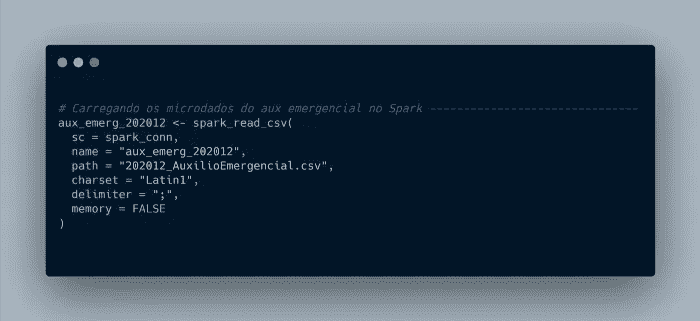 # Carregando os microdados do aux emergencial no Spark -------------------------------
aux_emerg_202012 <- spark_read_csv(
  sc = spark_conn,
  name = "aux_emerg_202012",
  path = "202012_AuxilioEmergencial.csv",
  charset = "Latin1",
  delimiter = ";",
  memory = FALSE
)